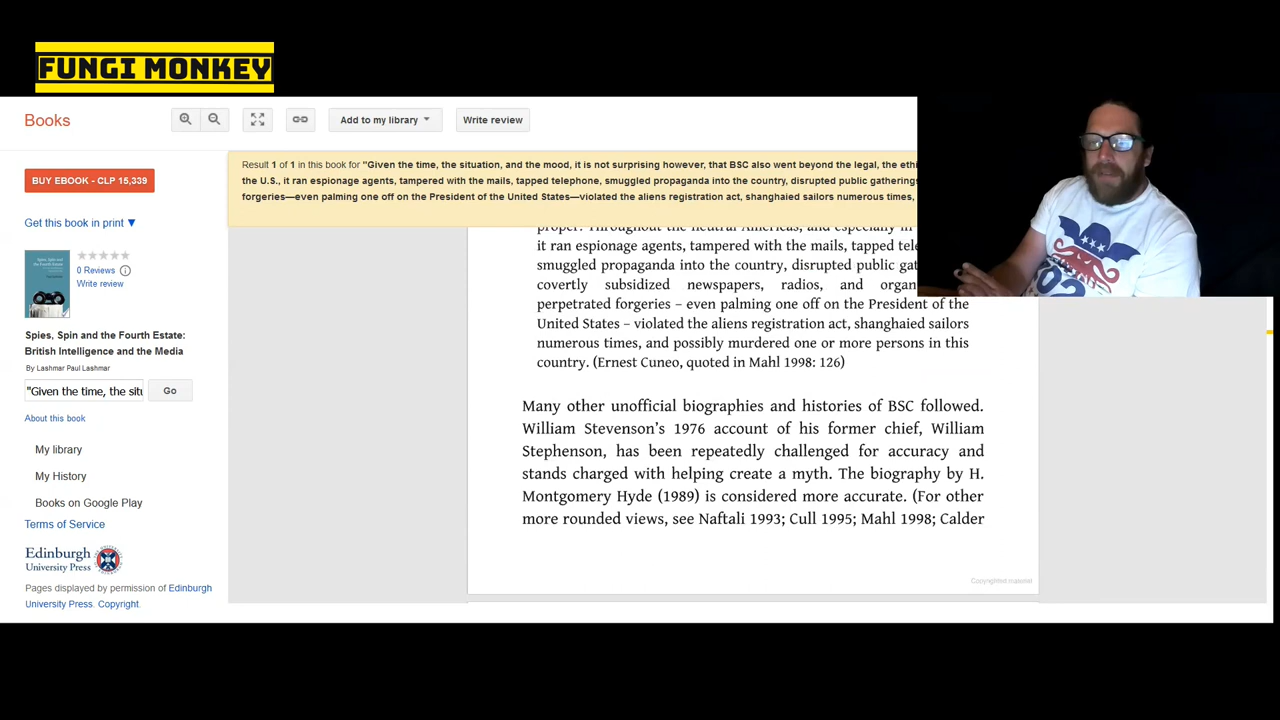 FUNGI MONKEY
Books
Add to my library
Write review
BUY EBOOK - CLP 15,339
Get this book in print ▼
0 Reviews
Write review
Spies, Spin and the Fourth Estate:
British Intelligence and the Media
By Lashmar Paul Lashmar
"Given the time, the situ
Go
About this book
My library
My History
Books on Google Play
Terms of Service
Edinburgh
University Press
Pages displayed by permission of Edinburgh
University Press. Copyright.
Result 1 of 1 in this book for "Given the time, the situation, and the mood, it is not surprising however, that BSC also went beyond the legal, the ethi
the U.S., it ran espionage agents, tampered with the mails, tapped telephone, smuggled propaganda into the country, disrupted public gatherings
forgeries—even palming one off on the President of the United States—violated the aliens registration act, shanghaied sailors numerous times,
proper. Throughout the neutral Americas, and especially in
it ran espionage agents, tampered with the mails, tapped tele
smuggled propaganda into the country, disrupted public gat
covertly subsidized newspapers, radios, and organ
perpetrated forgeries – even palming one off on the President of the
United States – violated the aliens registration act, shanghaied sailors
numerous times, and possibly murdered one or more persons in this
country. (Ernest Cuneo, quoted in Mahl 1998: 126)
Many other unofficial biographies and histories of BSC followed.
William Stevenson's 1976 account of his former chief, William
Stephenson, has been repeatedly challenged for accuracy and
stands charged with helping create a myth. The biography by H.
Montgomery Hyde (1989) is considered more accurate. (For other
more rounded views, see Naftali 1993; Cull 1995; Mahl 1998; Calder
Copyrighted material